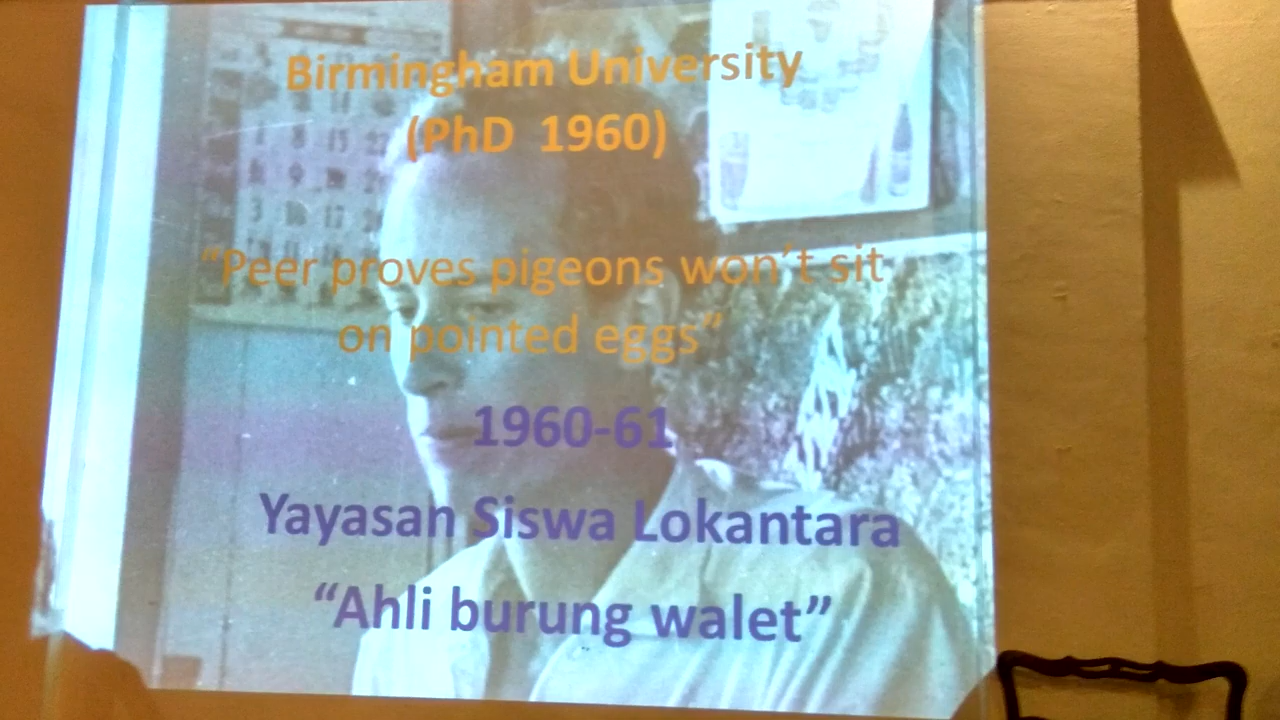 Birmingham University
(PhD 1960)
“Peer proves pigeons won´t sit
on pointed eggs”
1960-61
Yayasan Siswa Lokantara
“Ahli burung walet”